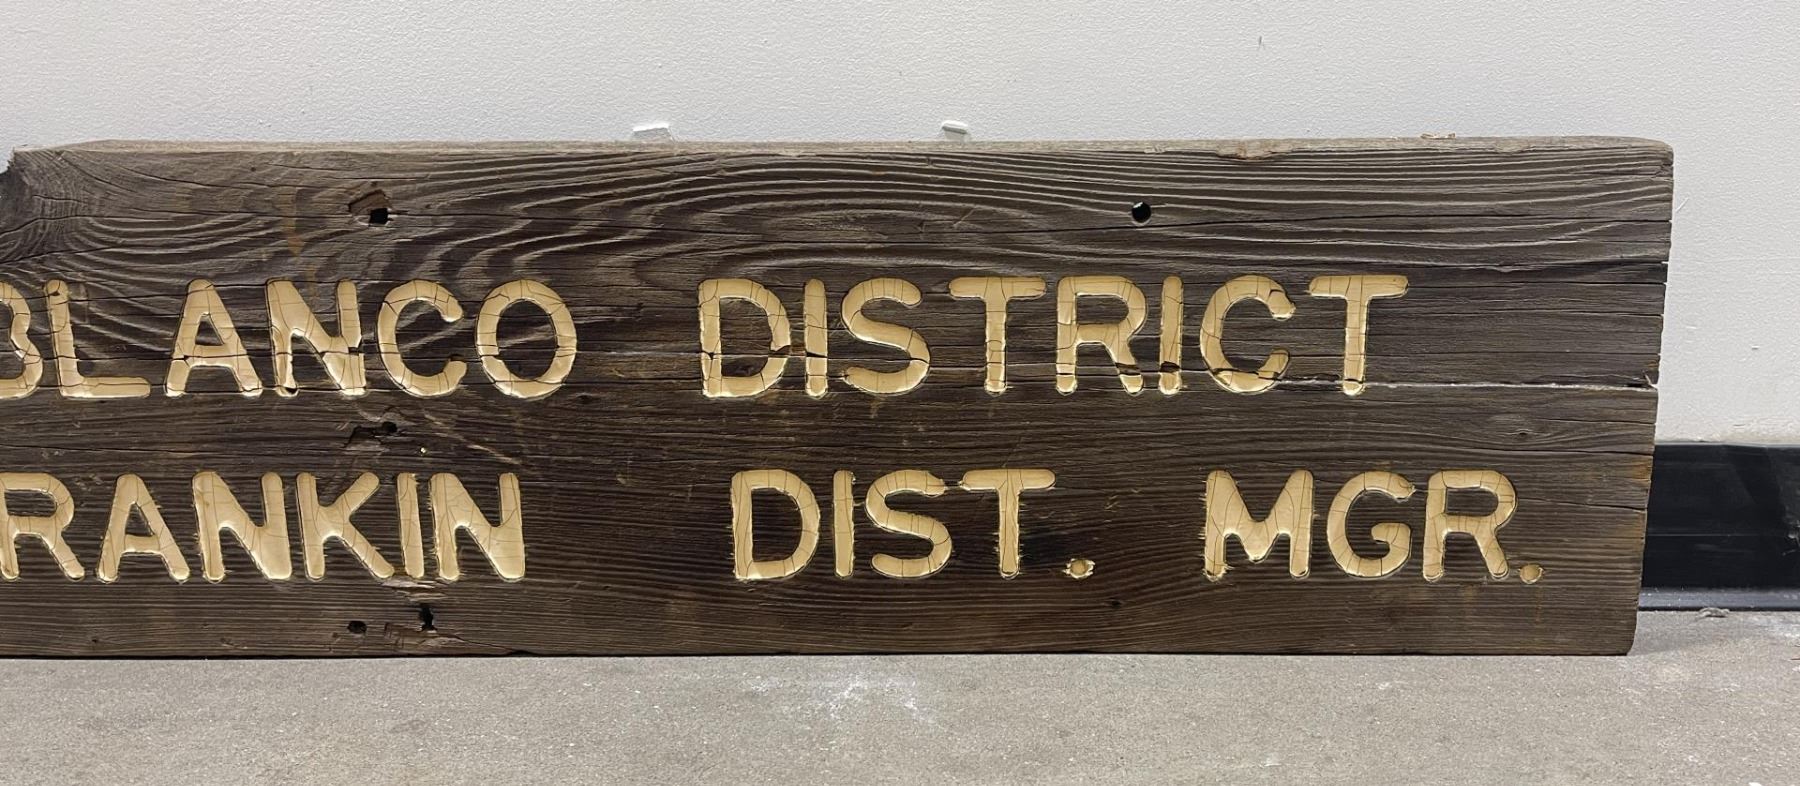 BLANCO DISTRICT
RANKIN DIST. MGR.